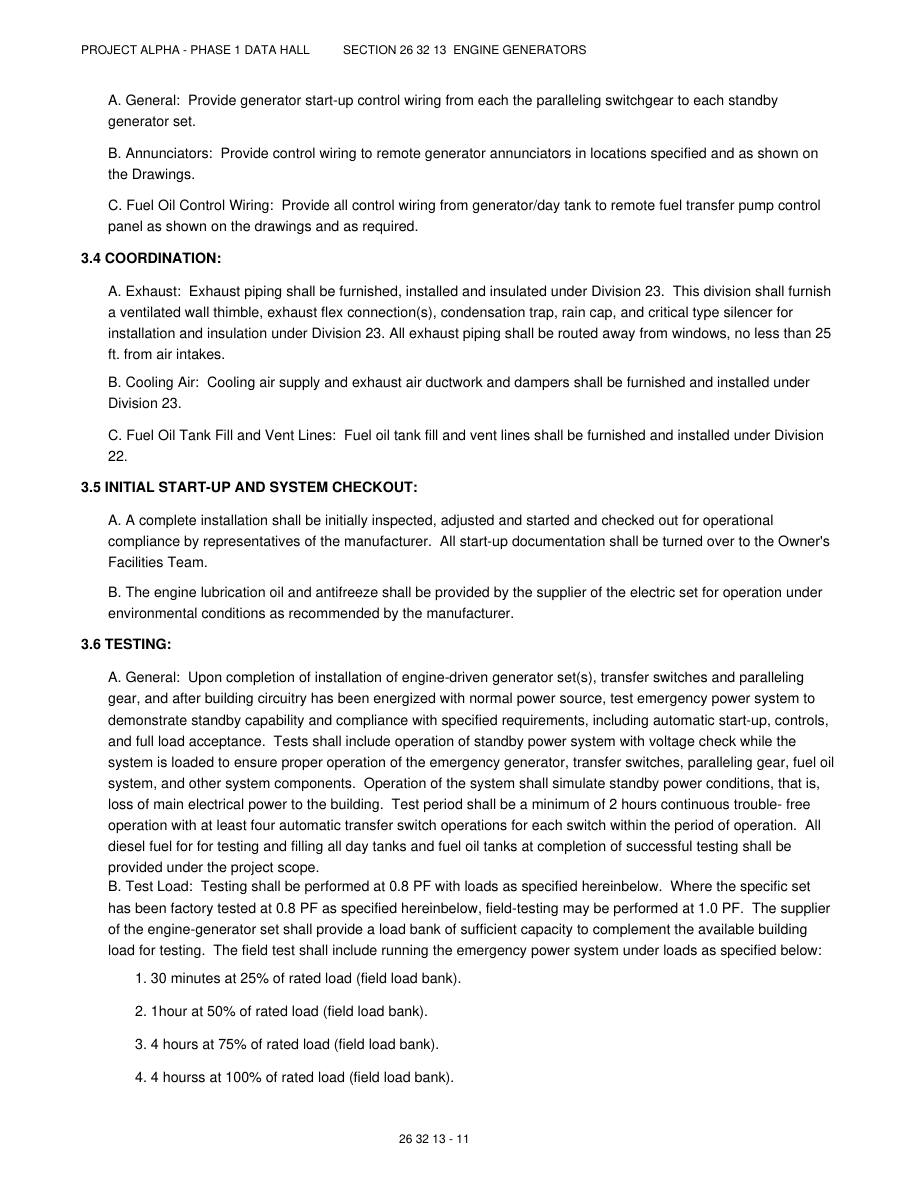 PROJECT ALPHA - PHASE 1 DATA HALL SECTION 26 32 13 ENGINE GENERATORS
A. General: Provide generator start-up control wiring from each the paralleling switchgear to each standby
generator set.
B. Annunciators: Provide control wiring to remote generator annunciators in locations specified and as shown on
the Drawings.
C. Fuel Oil Control Wiring: Provide all control wiring from generator/day tank to remote fuel transfer pump control
panel as shown on the drawings and as required.
3.4 COORDINATION:
A. Exhaust: Exhaust piping shall be furnished, installed and insulated under Division 23. This division shall furnish
a ventilated wall thimble, exhaust flex connection(s), condensation trap, rain cap, and critical type silencer for
installation and insulation under Division 23. All exhaust piping shall be routed away from windows, no less than 25
ft. from air intakes.
B. Cooling Air: Cooling air supply and exhaust air ductwork and dampers shall be furnished and installed under
Division 23.
C. Fuel Oil Tank Fill and Vent Lines: Fuel oil tank fill and vent lines shall be furnished and installed under Division
22.
3.5 INITIAL START-UP AND SYSTEM CHECKOUT:
A. A complete installation shall be initially inspected, adjusted and started and checked out for operational
compliance by representatives of the manufacturer. All start-up documentation shall be turned over to the Owner's
Facilities Team.
B. The engine lubrication oil and antifreeze shall be provided by the supplier of the electric set for operation under
environmental conditions as recommended by the manufacturer.
3.6 TESTING:
A. General: Upon completion of installation of engine-driven generator set(s), transfer switches and paralleling
gear, and after building circuitry has been energized with normal power source, test emergency power system to
demonstrate standby capability and compliance with specified requirements, including automatic start-up, controls,
and full load acceptance. Tests shall include operation of standby power system with voltage check while the
system is loaded to ensure proper operation of the emergency generator, transfer switches, paralleling gear, fuel oil
system, and other system components. Operation of the system shall simulate standby power conditions, that is,
loss of main electrical power to the building. Test period shall be a minimum of 2 hours continuous trouble- free
operation with at least four automatic transfer switch operations for each switch within the period of operation. All
diesel fuel for for testing and filling all day tanks and fuel oil tanks at completion of successful testing shall be
provided under the project scope.
B. Test Load: Testing shall be performed at 0.8 PF with loads as specified hereinbelow. Where the specific set
has been factory tested at 0.8 PF as specified hereinbelow, field-testing may be performed at 1.0 PF. The supplier
of the engine-generator set shall provide a load bank of sufficient capacity to complement the available building
load for testing. The field test shall include running the emergency power system under loads as specified below:
1. 30 minutes at 25% of rated load (field load bank).
2. 1hour at 50% of rated load (field load bank).
3. 4 hours at 75% of rated load (field load bank).
4. 4 hourss at 100% of rated load (field load bank).
26 32 13 - 11